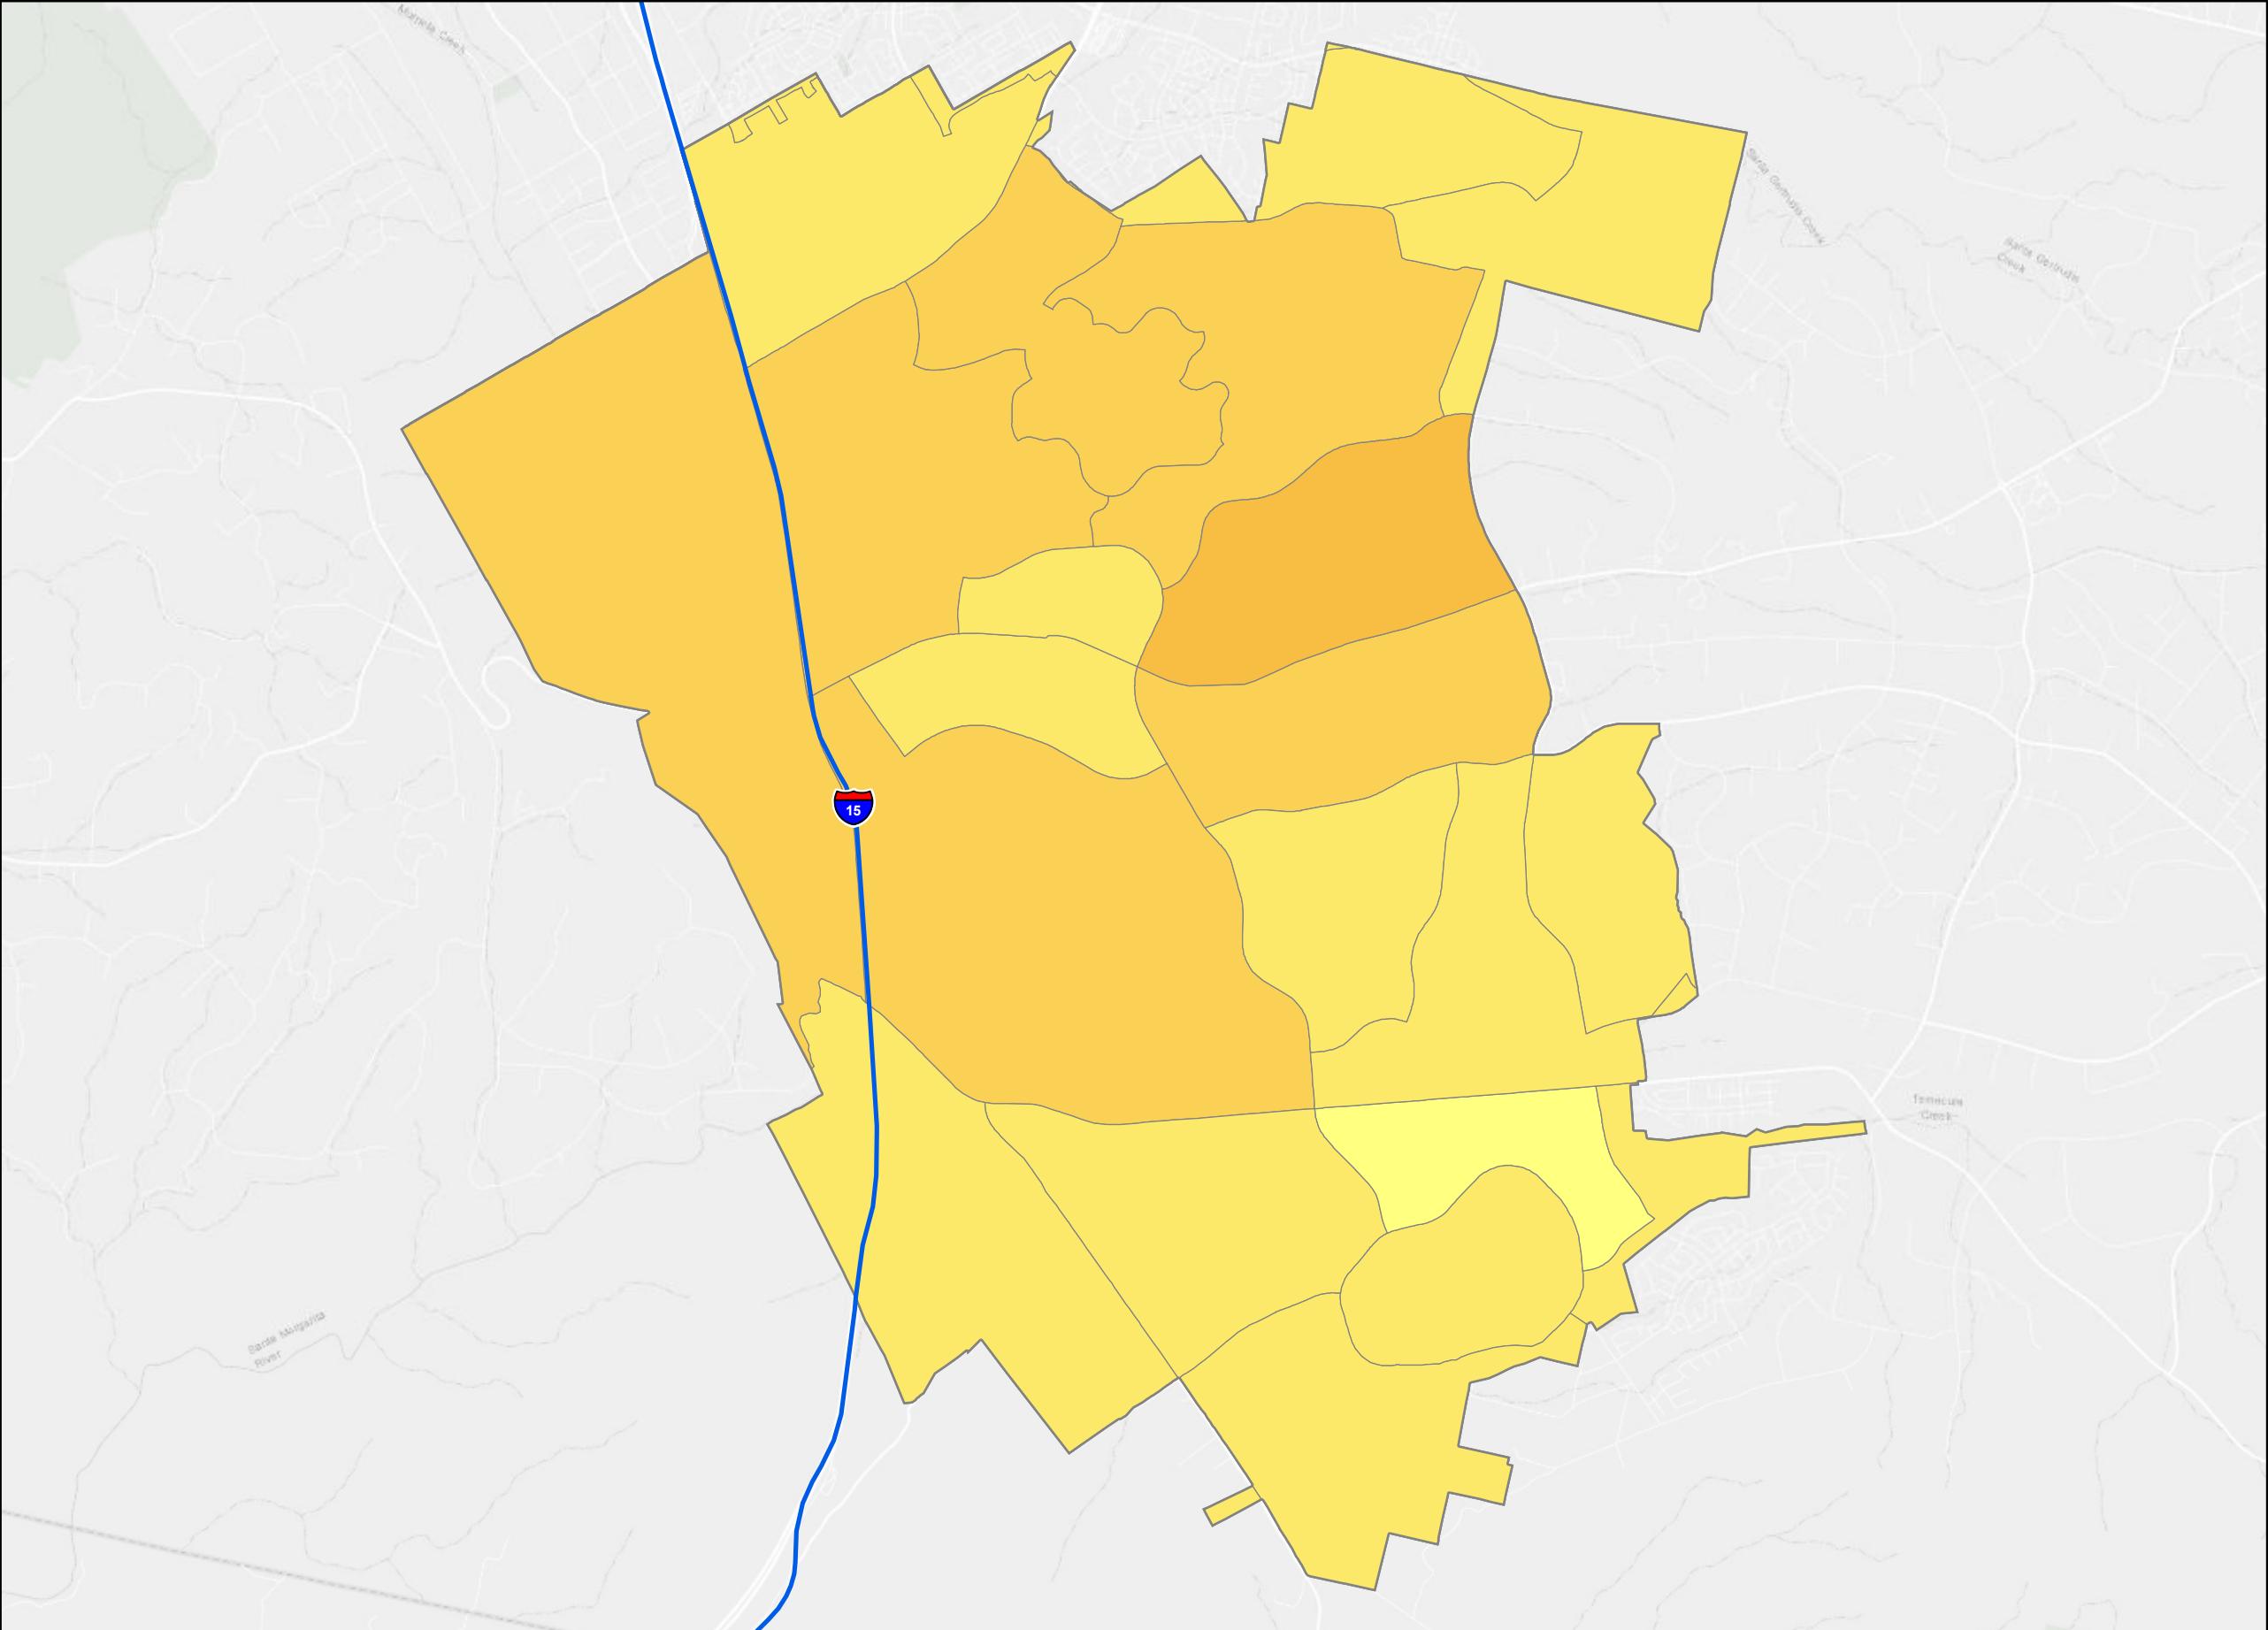 Murrieta Creek
Santa Gertrudis Creek
Santa Gertrudis
Creek
15
Temecula
Creek
Santa Margarita
River